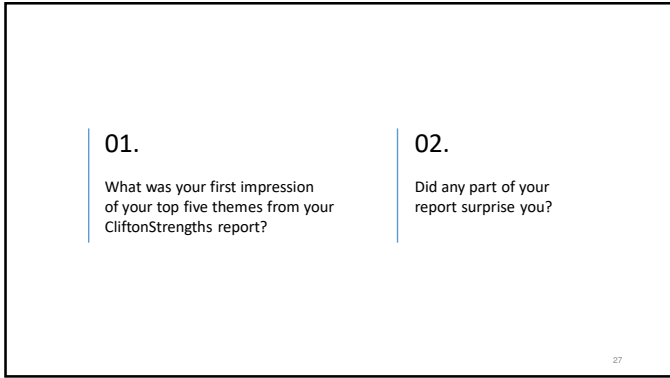 01.
What was your first impression
of your top five themes from your
CliftonStrengths report?
02.
Did any part of your
report surprise you?
27